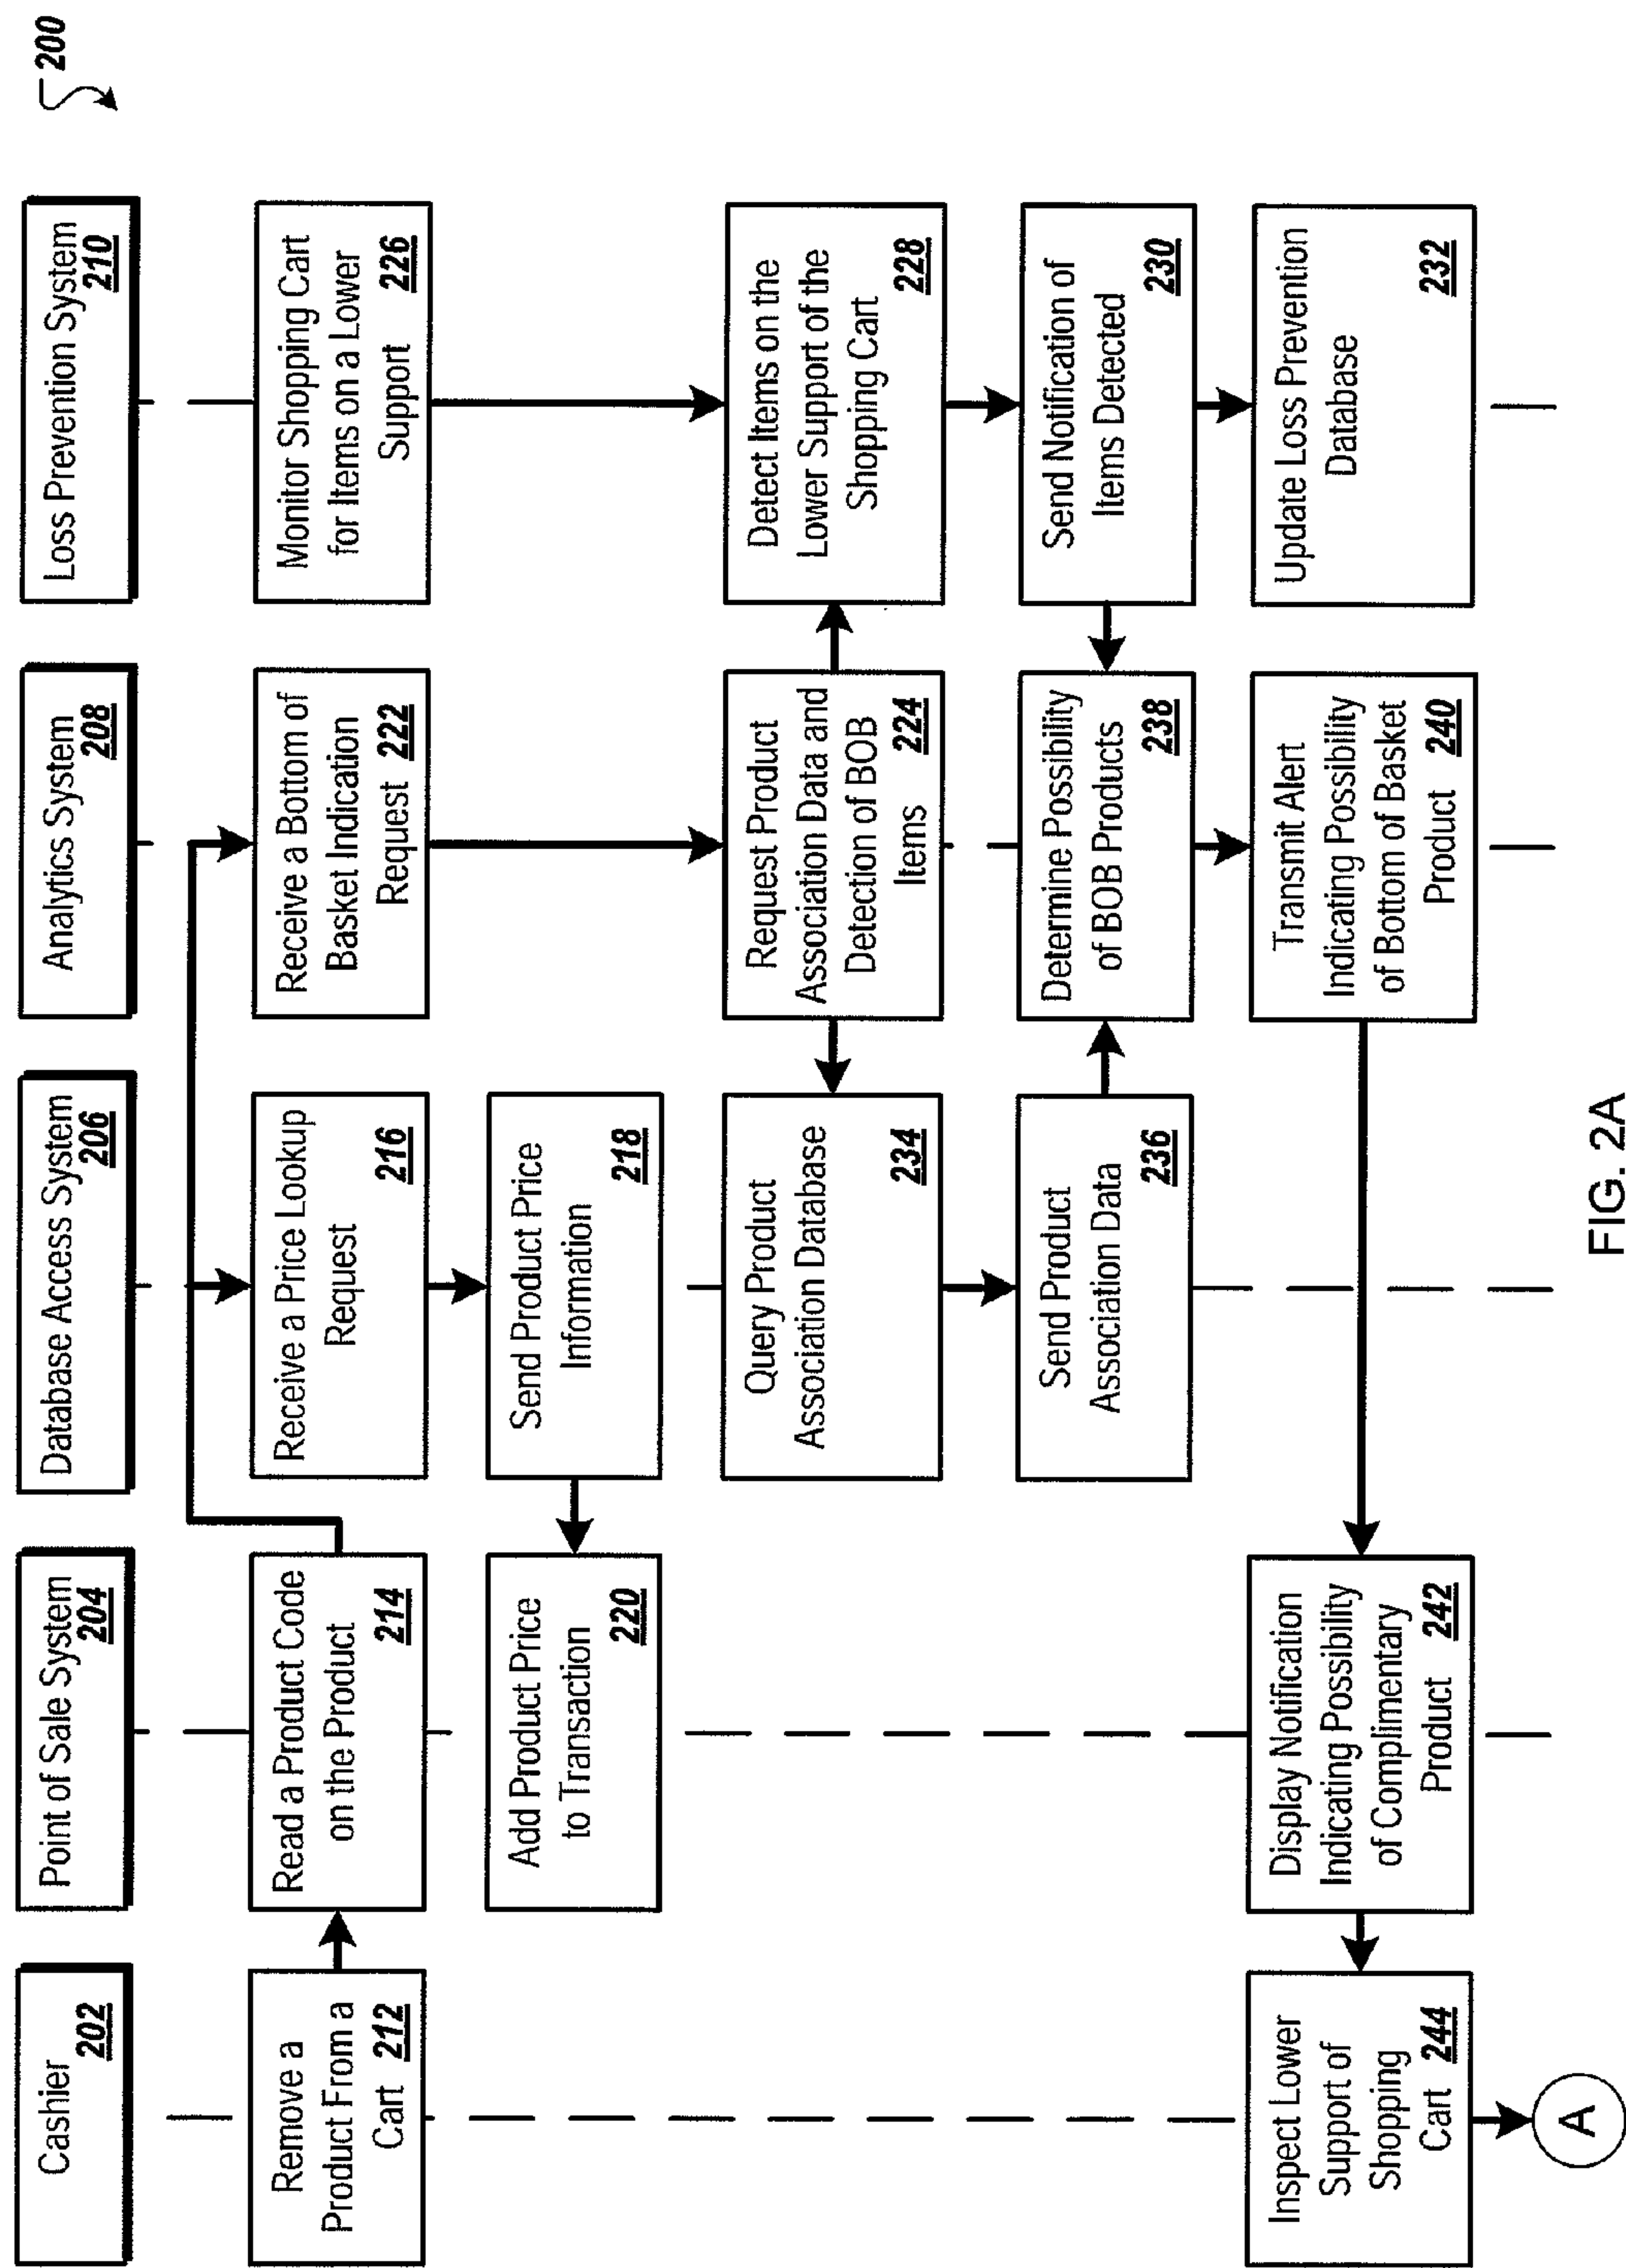 200
Cashier
202
Point of Sale System
204
Database Access System
206
Analytics System
208
Loss Prevention System
210
Remove a
Product From a
Cart 212
Read a Product Code
on the Product
214
Receive a Price Lookup
Request
216
Receive a Bottom of
Basket Indication
Request 222
Monitor Shopping Cart
for Items on a Lower
Support
226
Add Product Price
to Transaction
220
Send Product Price
Information
218
Query Product
Association Database
234
Request Product
Association Data and
Detection of BOB
Items
224
Detect Items on the
Lower Support of the
Shopping Cart
228
Send Product
Association Data
236
Determine Possibility
of BOB Products
238
Send Notification of
Items Detected
230
Inspect Lower
Support of
Shopping
Cart 244
Display Notification
Indicating Possibility
of Complimentary
Product 242
Transmit Alert
Indicating Possibility
of Bottom of Basket
Product 240
Update Loss Prevention
Database
232
A
FIG. 2A